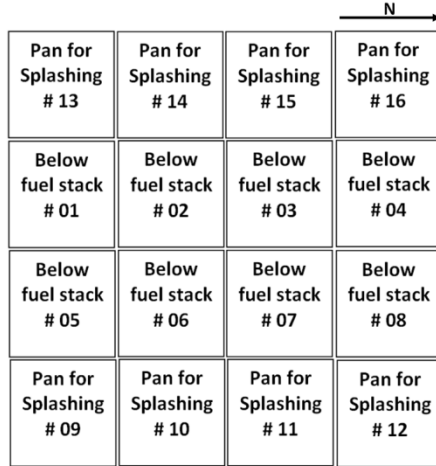 N
Pan for
Splashing
# 13
Pan for
Splashing
# 14
Pan for
Splashing
# 15
Pan for
Splashing
# 16
Below
fuel stack
# 01
Below
fuel stack
# 02
Below
fuel stack
# 03
Below
fuel stack
# 04
Below
fuel stack
# 05
Below
fuel stack
# 06
Below
fuel stack
# 07
Below
fuel stack
# 08
Pan for
Splashing
# 09
Pan for
Splashing
# 10
Pan for
Splashing
# 11
Pan for
Splashing
# 12